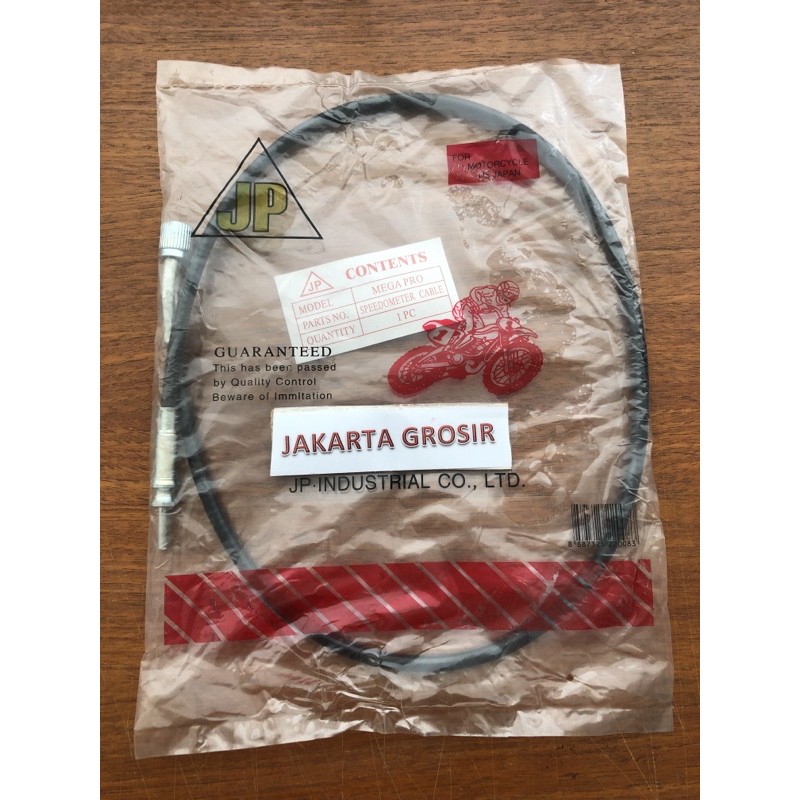 JP
FOR
MOTORCYCLE
JAPAN
JP
CONTENTS
MODEL MEGA PRO
PARTS NO. SPEEDOMETER CABLE
QUANTITY 1 PC
GUARANTEED
This has been passed
by Quality Control
Beware of ImmItation
JAKARTA GROSIR
JP-INDUSTRIAL CO., LTD.